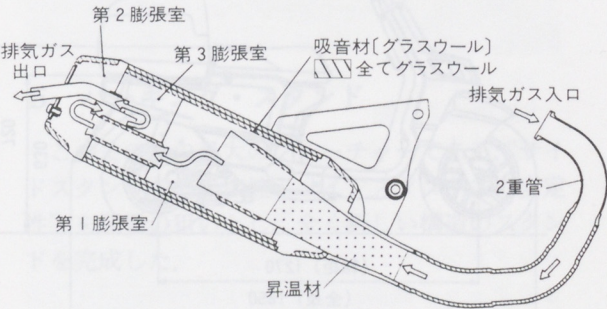 第2膨張室
排気ガス
出口
第3膨張室
吸音材〔グラスウール〕
全てグラスウール
排気ガス入口
2重管
第1膨張室
昇温材